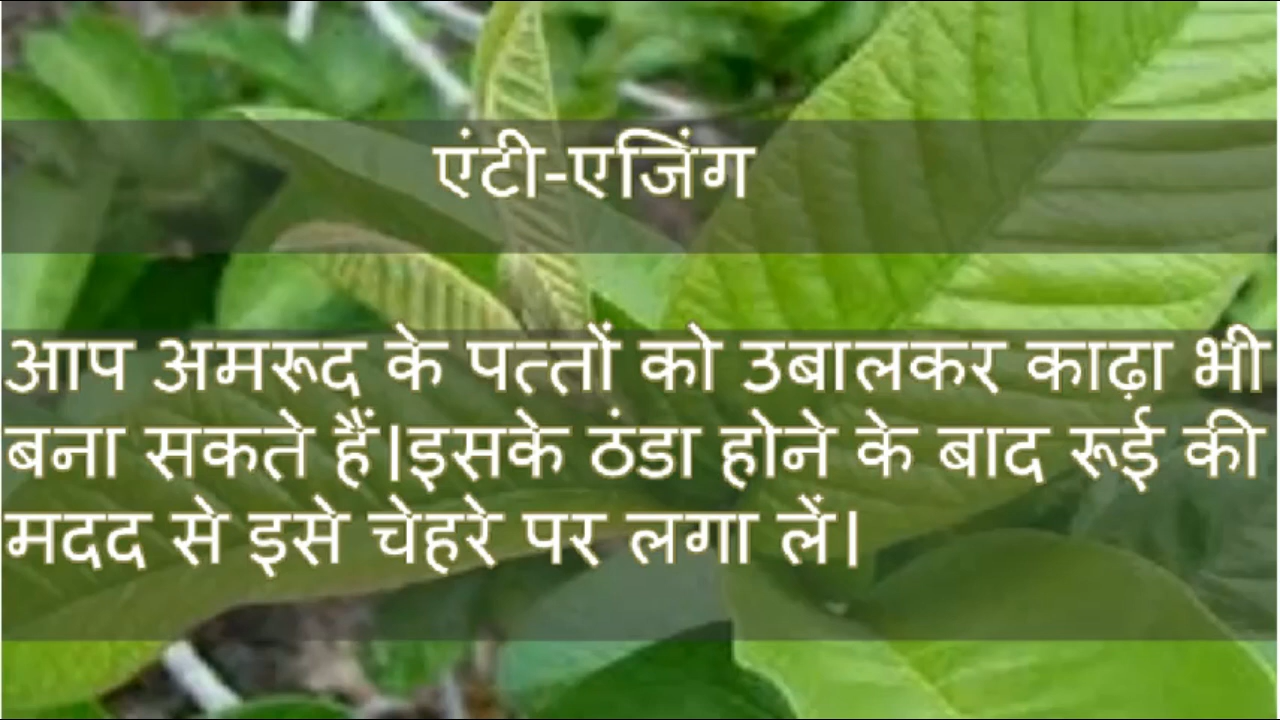 एंटी-एजिंग
आप अमरूद के पत्तों को उबालकर काढ़ा भी
बना सकते हैं।इसके ठंडा होने के बाद रूई की
मदद से इसे चेहरे पर लगा लें।